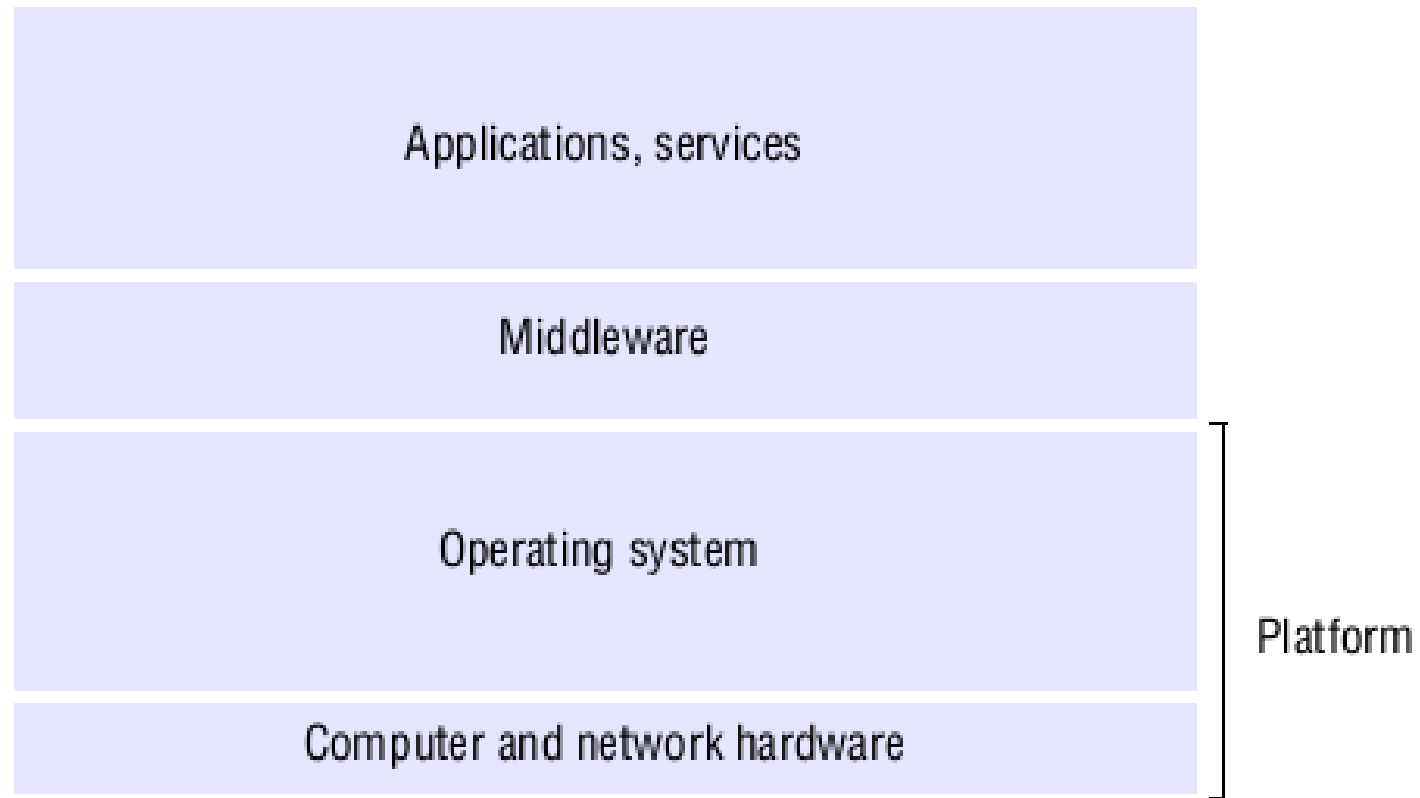 Applications, services
Middleware
Operating system
Platform
Computer and network hardware